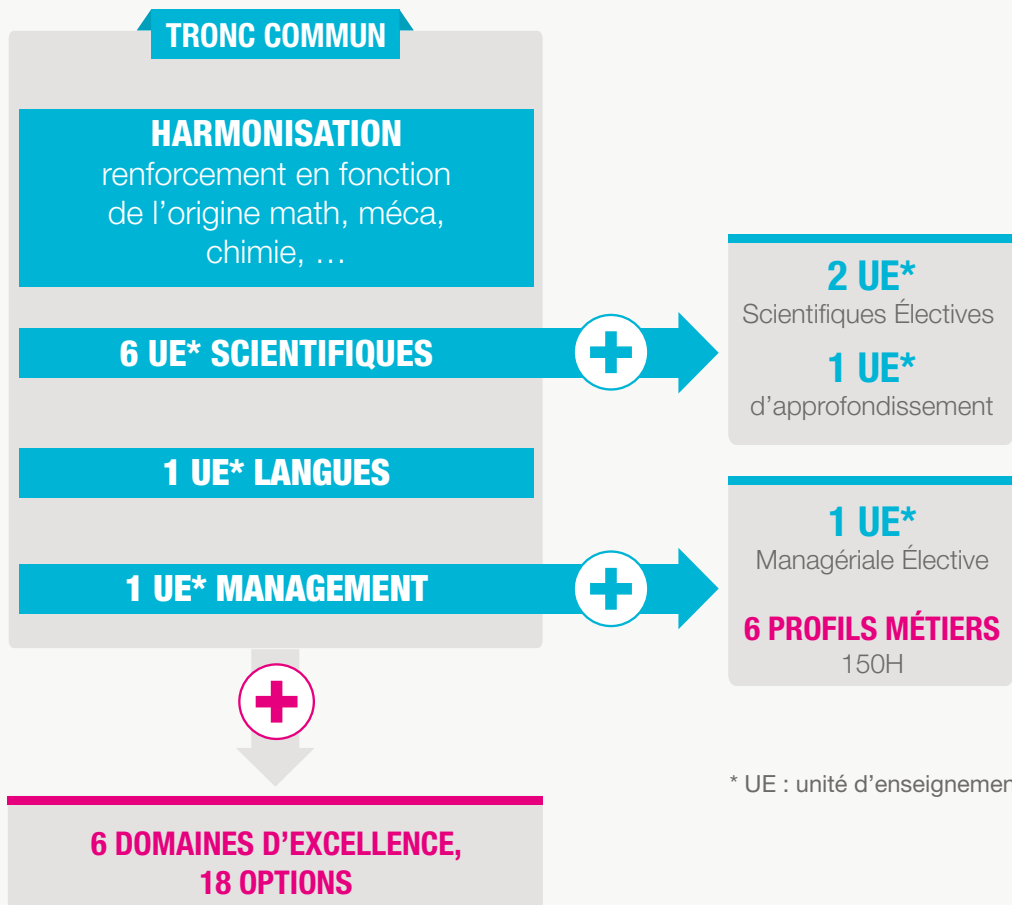 TRONC COMMUN
HARMONISATION
renforcement en fonction
de l'origine math, méca,
chimie, …
6 UE* SCIENTIFIQUES
1 UE* LANGUES
1 UE* MANAGEMENT
2 UE*
Scientifiques Électives
1 UE*
d'approfondissement
1 UE*
Managériale Élective
6 PROFILS MÉTIERS
150H
* UE : unité d'enseignemen
6 DOMAINES D'EXCELLENCE,
18 OPTIONS